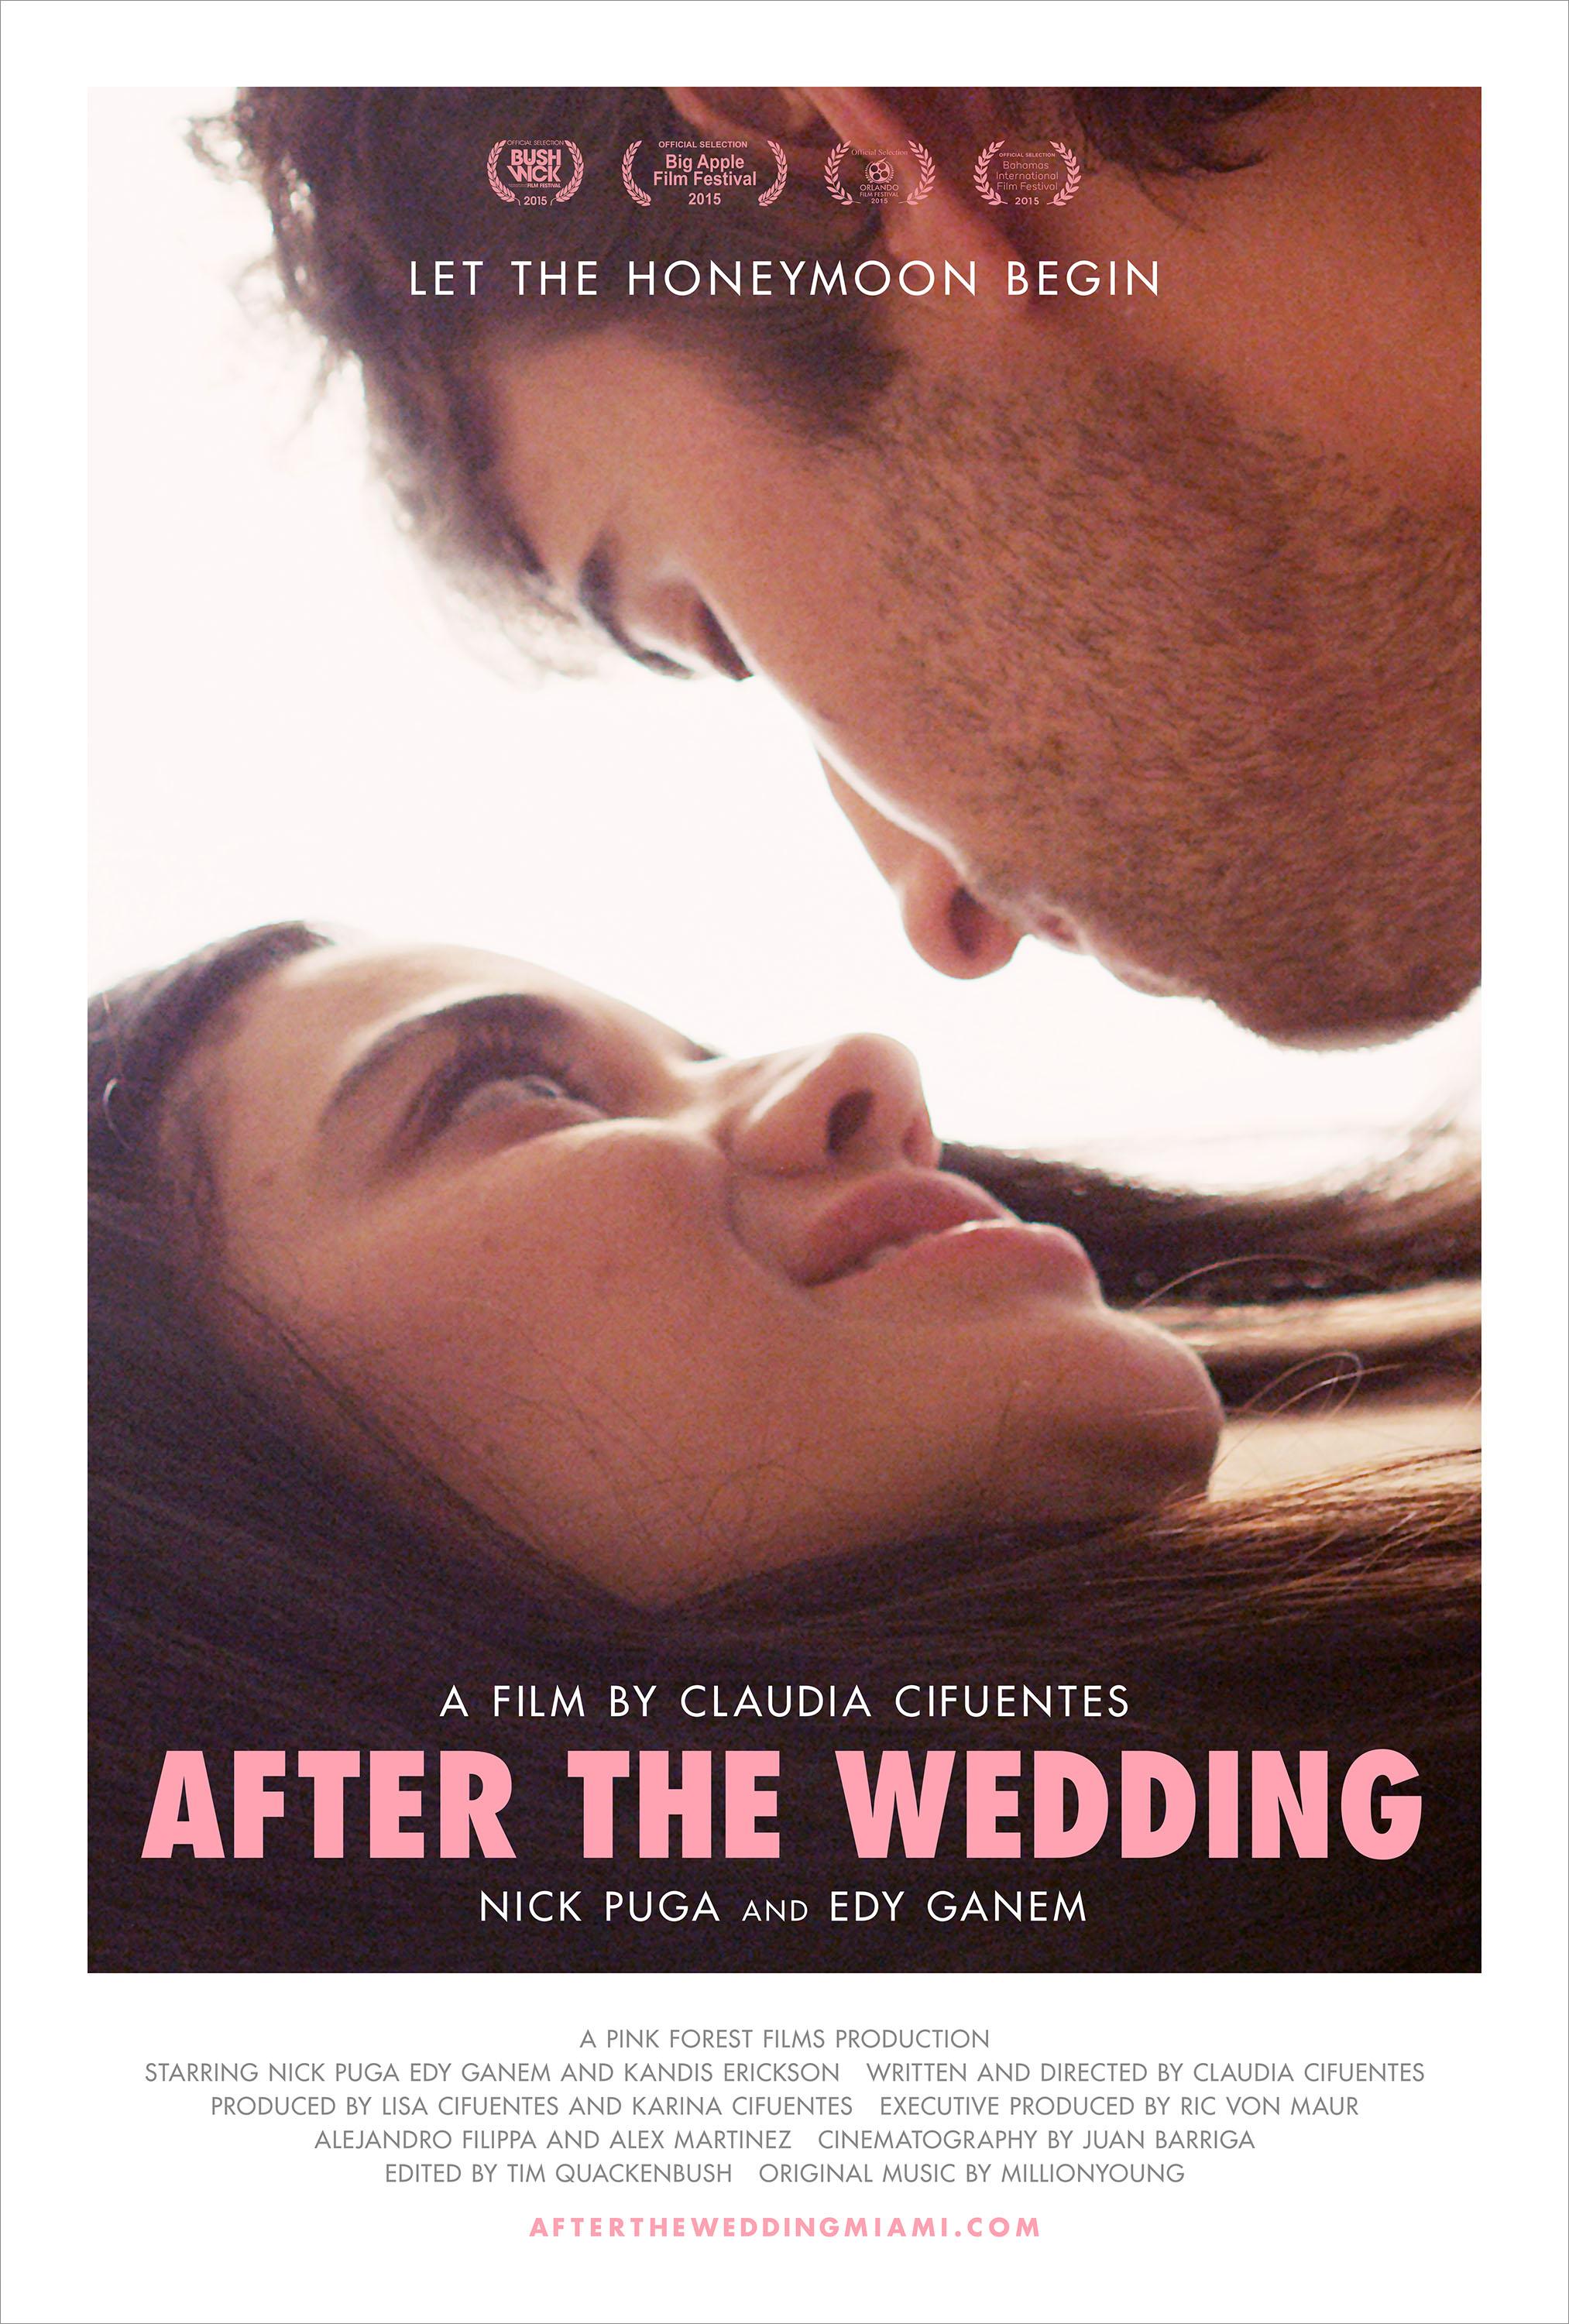 OFFICIAL SELECTION
BUSH
WICK
FILM FESTIVAL
2015
OFFICIAL SELECTION
Big Apple
Film Festival
2015
Official Selection
ORLANDO
FILM FESTIVAL
2015
OFFICIAL SELECTION
Bahamas
International
Film Festival
2015
LET THE HONEYMOON BEGIN
A FILM BY CLAUDIA CIFUENTES
AFTER THE WEDDING
NICK PUGA AND EDY GANEM
A PINK FOREST FILMS PRODUCTION
STARRING NICK PUGA EDY GANEM AND KANDIS ERICKSON WRITTEN AND DIRECTED BY CLAUDIA CIFUENTES
PRODUCED BY LISA CIFUENTES AND KARINA CIFUENTES EXECUTIVE PRODUCED BY RIC VON MAUR
ALEJANDRO FILIPPA AND ALEX MARTINEZ CINEMATOGRAPHY BY JUAN BARRIGA
EDITED BY TIM QUACKENBUSH ORIGINAL MUSIC BY MILLIONYOUNG
AFTERTHEWEDDINGMIAMI.COM